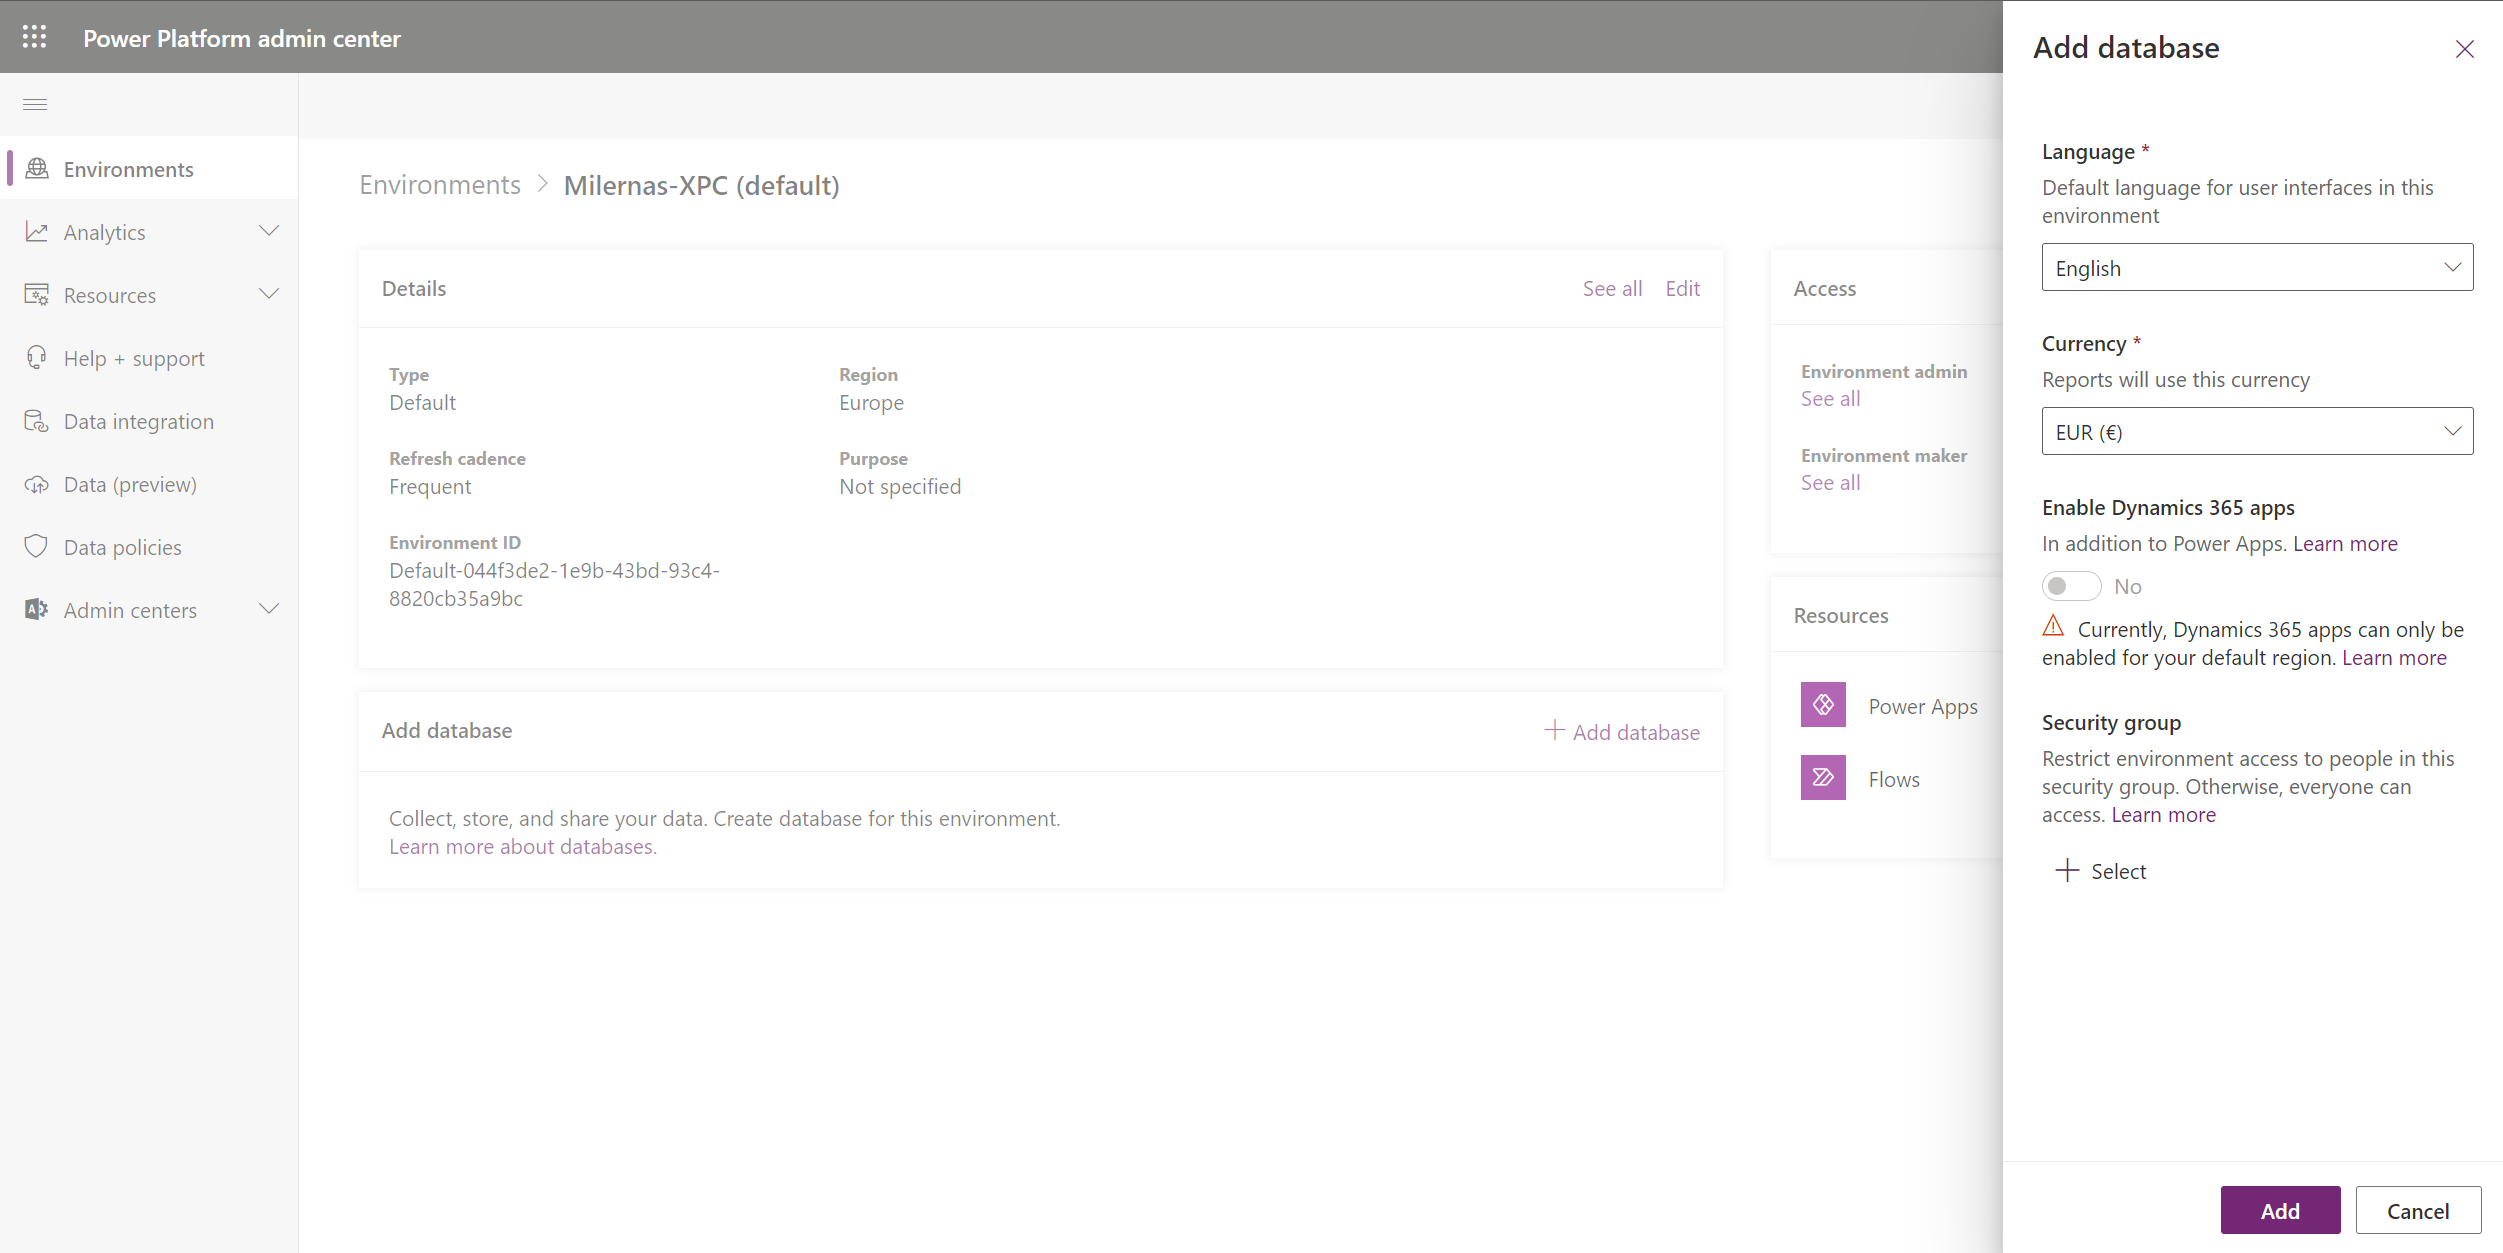 Power Platform admin center
Environments
Analytics
Resources
Help + support
Data integration
Data (preview)
Data policies
Admin centers
Environments > Milernas-XPC (default)
Details
See all
Edit
Type
Default
Region
Europe
Refresh cadence
Frequent
Purpose
Not specified
Environment ID
Default-044f3de2-1e9b-43bd-93c4-
8820cb35a9bc
Add database
+ Add database
Collect, store, and share your data. Create database for this environment.
Learn more about databases.
Access
Environment admin
See all
Environment maker
See all
Resources
Power Apps
Flows
Add database
Language *
Default language for user interfaces in this
environment
English
Currency *
Reports will use this currency
EUR (€)
Enable Dynamics 365 apps
In addition to Power Apps. Learn more
No
Currently, Dynamics 365 apps can only be
enabled for your default region. Learn more
Security group
Restrict environment access to people in this
security group. Otherwise, everyone can
access. Learn more
+ Select
Add
Cancel